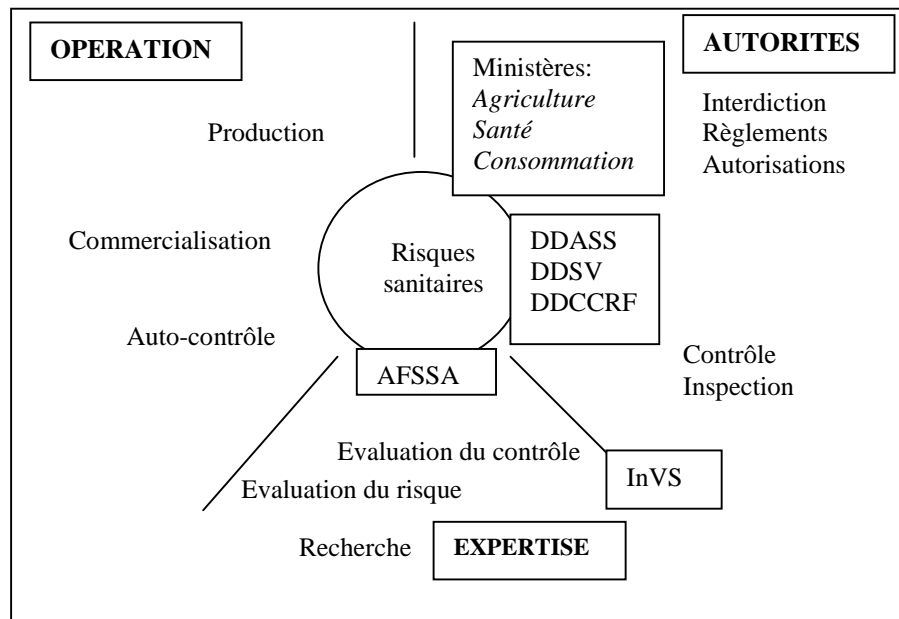 OPERATION
AUTORITES
Ministères:
Agriculture
Santé
Consommation
Interdiction
Règlements
Autorisations
Production
Commercialisation
Risques
sanitaires
DDASS
DDSV
DDCCRF
Auto-contrôle
AFSSA
Contrôle
Inspection
Evaluation du contrôle
Evaluation du risque
InVS
Recherche
EXPERTISE